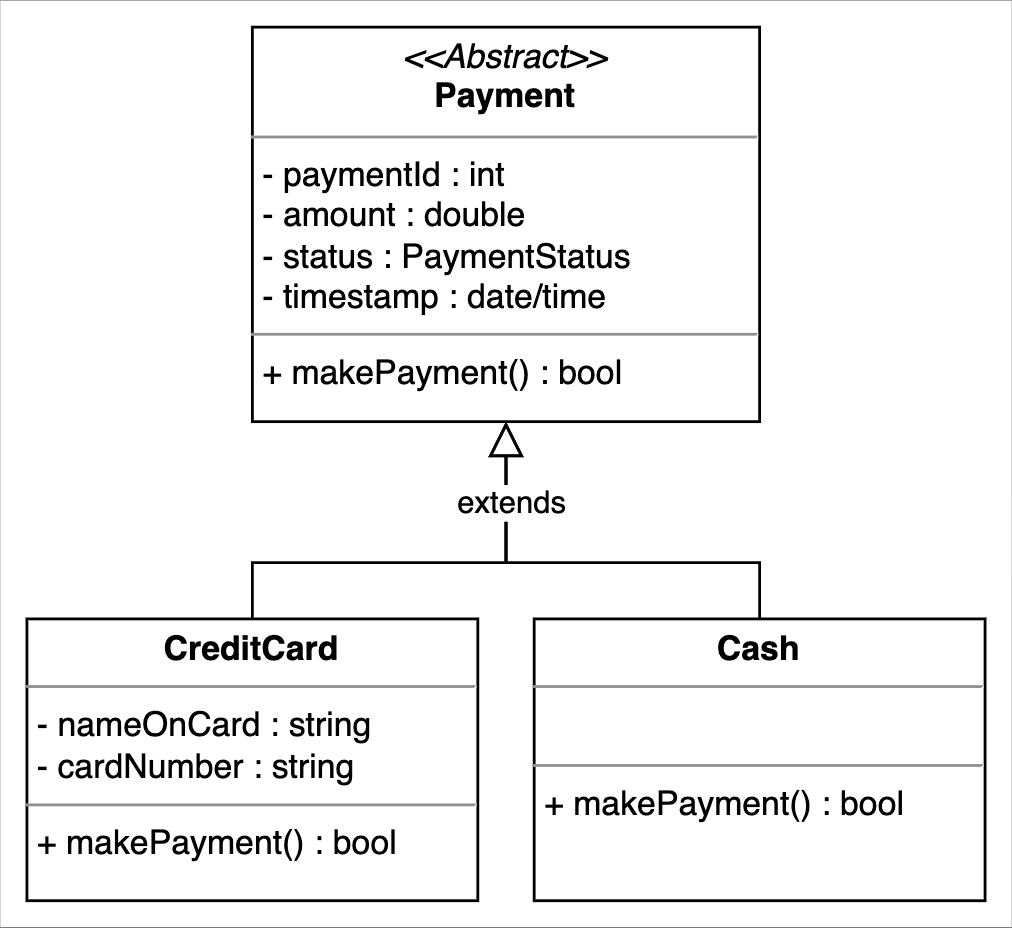 <<Abstract>>
Payment
- paymentId : int
- amount : double
- status : PaymentStatus
- timestamp : date/time
+ makePayment() : bool
extends
CreditCard
- nameOnCard : string
- cardNumber : string
+ makePayment() : bool
Cash
+ makePayment() : bool